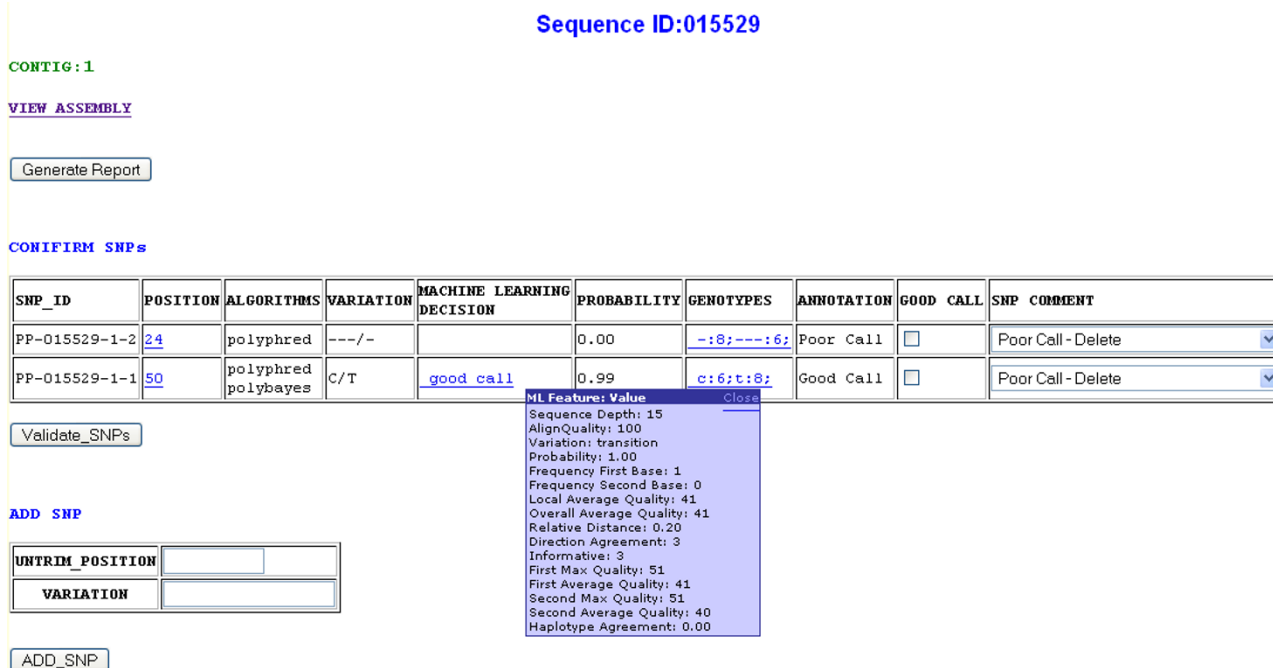 Sequence ID:015529
CONTIG:1
VIEW ASSEMBLY
Generate Report
CONIFIRM SNPs
SNP_ID POSITION ALGORITHMS VARIATION MACHINE LEARNING DECISION PROBABILITY GENOTYPES ANNOTATION GOOD CALL SNP COMMENT
PP-015529-1-2 24 polyphred ---/- 0.00 -:8;---:6; Poor Call Poor Call - Delete
PP-015529-1-1 50 polyphred polybayes C/T good call 0.99 c:6;t:8; Good Call Poor Call - Delete
ML Feature: Value Close
Sequence Depth: 15
AlignQuality: 100
Variation: transition
Probability: 1.00
Frequency First Base: 1
Frequency Second Base: 0
Local Average Quality: 41
Overall Average Quality: 41
Relative Distance: 0.20
Direction Agreement: 3
Informative: 3
First Max Quality: 51
First Average Quality: 41
Second Max Quality: 51
Second Average Quality: 40
Haplotype Agreement: 0.00
Validate_SNPs
ADD SNP
UNTRIM_POSITION
VARIATION
ADD_SNP